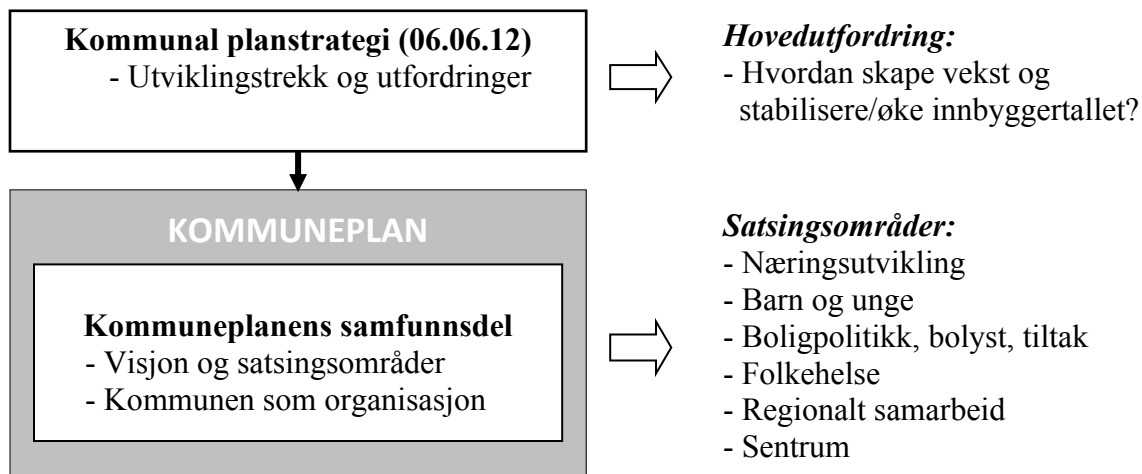 Kommunal planstrategi (06.06.12)
- Utviklingstrekk og utfordringer
Hovedutfordring:
- Hvordan skape vekst og
stabilisere/øke innbyggertallet?
KOMMUNEPLAN
Kommuneplanens samfunnsdel
- Visjon og satsingsområder
- Kommunen som organisasjon
Satsingsområder:
- Næringsutvikling
- Barn og unge
- Boligpolitikk, bolyst, tiltak
- Folkehelse
- Regionalt samarbeid
- Sentrum